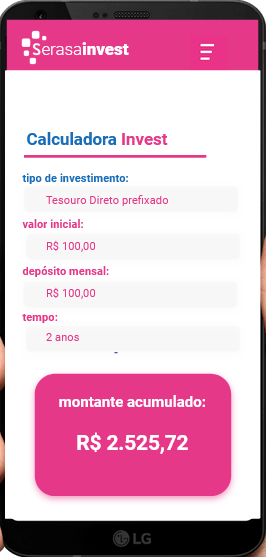 Serasainvest
Calculadora Invest
tipo de investimento:
Tesouro Direto prefixado
valor inicial:
R$ 100,00
depósito mensal:
R$ 100,00
tempo:
2 anos
montante acumulado:
R$ 2.525,72
LG